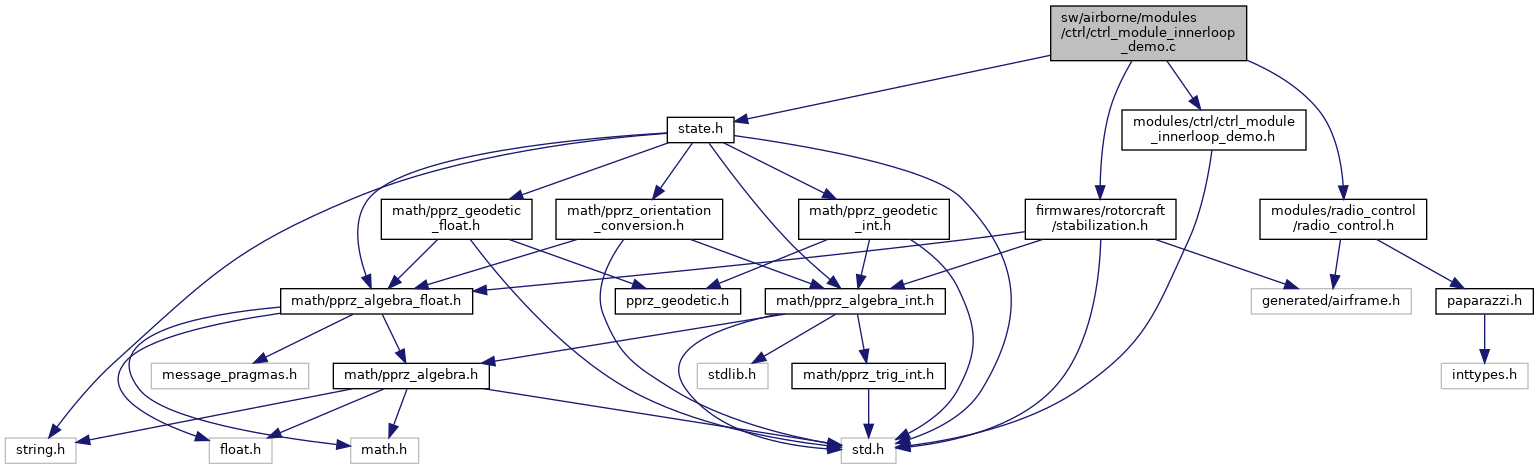 sw/airborne/modules
/ctrl/ctrl_module_innerloop
_demo.c
state.h
modules/ctrl/ctrl_module
_innerloop_demo.h
math/pprz_geodetic
_float.h
math/pprz_orientation
_conversion.h
math/pprz_geodetic
_int.h
firmwares/rotorcraft
/stabilization.h
modules/radio_control
/radio_control.h
math/pprz_algebra_float.h
pprz_geodetic.h
math/pprz_algebra_int.h
generated/airframe.h
paparazzi.h
message_pragmas.h
math/pprz_algebra.h
stdlib.h
math/pprz_trig_int.h
inttypes.h
string.h
float.h
math.h
std.h